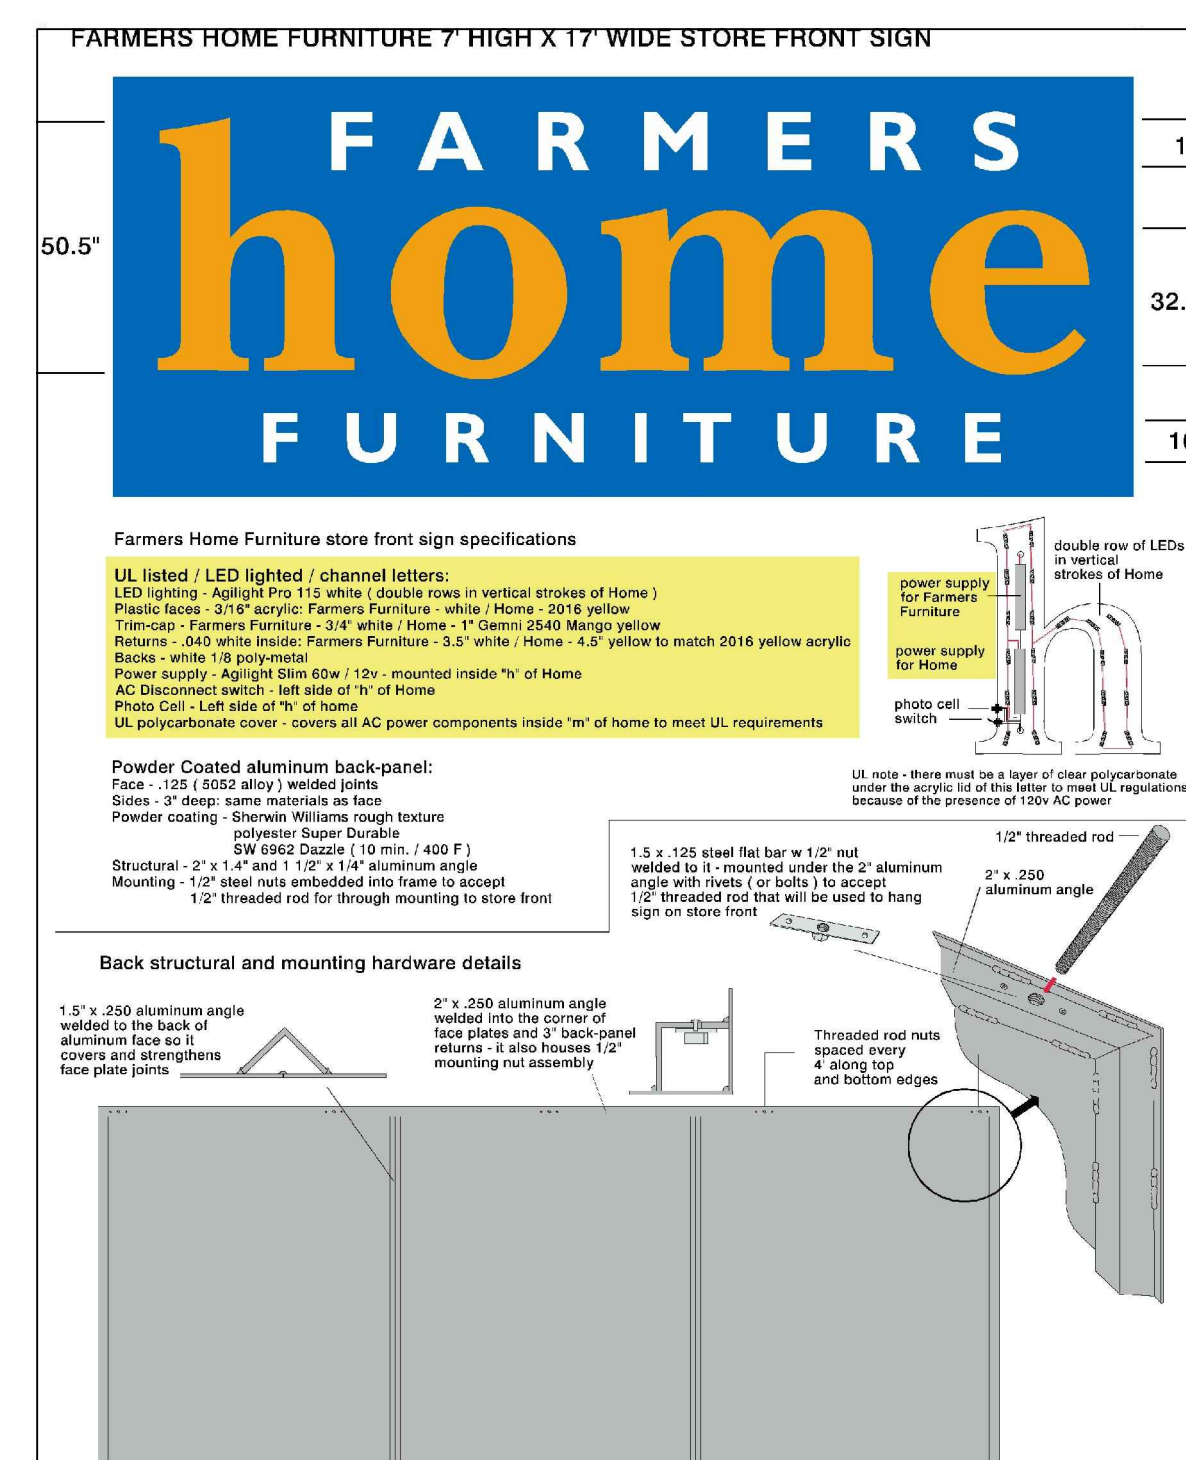 FARMERS HOME FURNITURE 7' HIGH X 17' WIDE STORE FRONT SIGN
FARMERS
home
FURNITURE
50.5"
1
32.
1
Farmers Home Furniture store front sign specifications
UL listed / LED lighted / channel letters:
LED lighting - Agilight Pro 115 white ( double rows in vertical strokes of Home )
Plastic faces - 3/16" acrylic: Farmers Furniture - white / Home - 2016 yellow
Trim-cap - Farmers Furniture - 3/4" white / Home - 1" Gemni 2540 Mango yellow
Returns - .040 white inside: Farmers Furniture - 3.5" white / Home - 4.5" yellow to match 2016 yellow acrylic
Backs - white 1/8 poly-metal
Power supply - Agilight Slim 60w / 12v - mounted inside "h" of Home
AC Disconnect switch - left side of "h" of Home
Photo Cell - Left side of "h" of home
UL polycarbonate cover - covers all AC power components inside "m" of home to meet UL requirements
double row of LEDs
in vertical
strokes of Home
power supply
for Farmers
Furniture
power supply
for Home
photo cell
switch
UL note - there must be a layer of clear polycarbonate
under the acrylic lid of this letter to meet UL regulations
because of the presence of 120v AC power
Powder Coated aluminum back-panel:
Face - .125 ( 5052 alloy ) welded joints
Sides - 3" deep: same materials as face
Powder coating - Sherwin Williams rough texture
polyester Super Durable
SW 6962 Dazzle ( 10 min. / 400 F )
Structural - 2" x 1.4" and 1 1/2" x 1/4" aluminum angle
Mounting - 1/2" steel nuts embedded into frame to accept
1/2" threaded rod for through mounting to store front
1.5 x .125 steel flat bar w 1/2" nut
welded to it - mounted under the 2" aluminum
angle with rivets ( or bolts ) to accept
1/2" threaded rod that will be used to hang
sign on store front
1/2" threaded rod
2" x .250
aluminum angle
Back structural and mounting hardware details
1.5" x .250 aluminum angle
welded to the back of
aluminum face so it
covers and strengthens
face plate joints
2" x .250 aluminum angle
welded into the corner of
face plates and 3" back-panel
returns - it also houses 1/2"
mounting nut assembly
Threaded rod nuts
spaced every
4' along top
and bottom edges